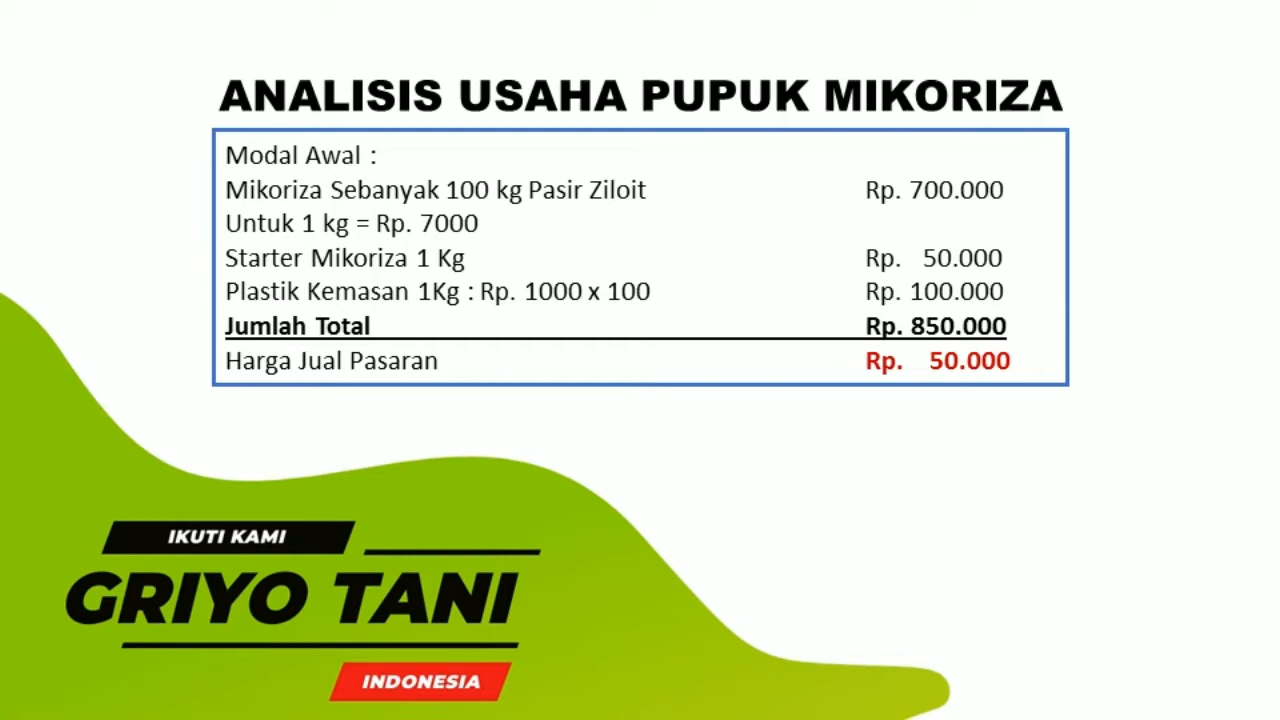 ANALISIS USAHA PUPUK MIKORIZA
Modal Awal :
Mikoriza Sebanyak 100 kg Pasir Ziloit Rp. 700.000
Untuk 1 kg = Rp. 7000
Starter Mikoriza 1 Kg Rp. 50.000
Plastik Kemasan 1Kg : Rp. 1000 x 100 Rp. 100.000
Jumlah Total Rp. 850.000
Harga Jual Pasaran Rp. 50.000
IKUTI KAMI
GRIYO TANI
INDONESIA